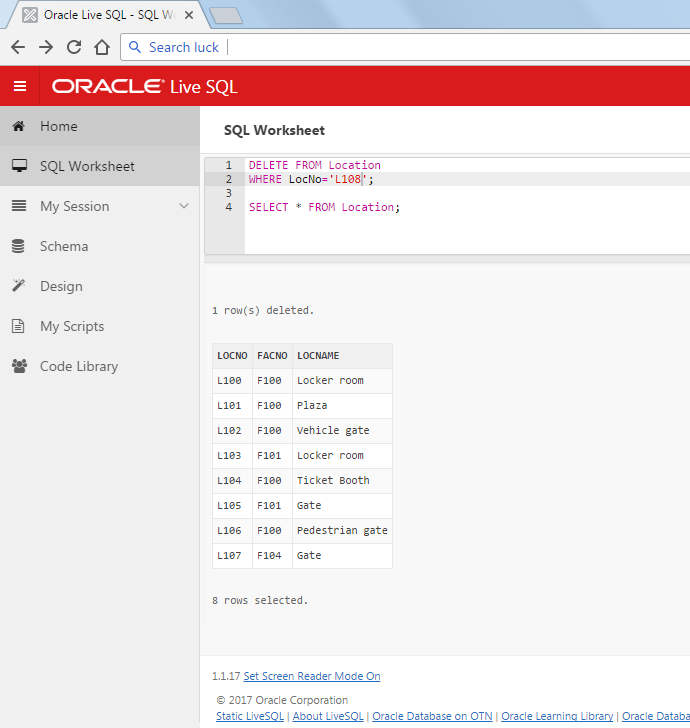 Oracle Live SQL - SQL Wo
Search luck
ORACLE Live SQL
Home
SQL Worksheet
My Session
Schema
Design
My Scripts
Code Library
SQL Worksheet
1 DELETE FROM Location
2 WHERE LocNo='L108';
3
4 SELECT * FROM Location;
1 row(s) deleted.
LOCNO FACNO LOCNAME
L100 F100 Locker room
L101 F100 Plaza
L102 F100 Vehicle gate
L103 F101 Locker room
L104 F100 Ticket Booth
L105 F101 Gate
L106 F100 Pedestrian gate
L107 F104 Gate
8 rows selected.
1.1.17 Set Screen Reader Mode On
© 2017 Oracle Corporation
Static LiveSQL | About LiveSQL | Oracle Database on OTN | Oracle Learning Library | Oracle Databa